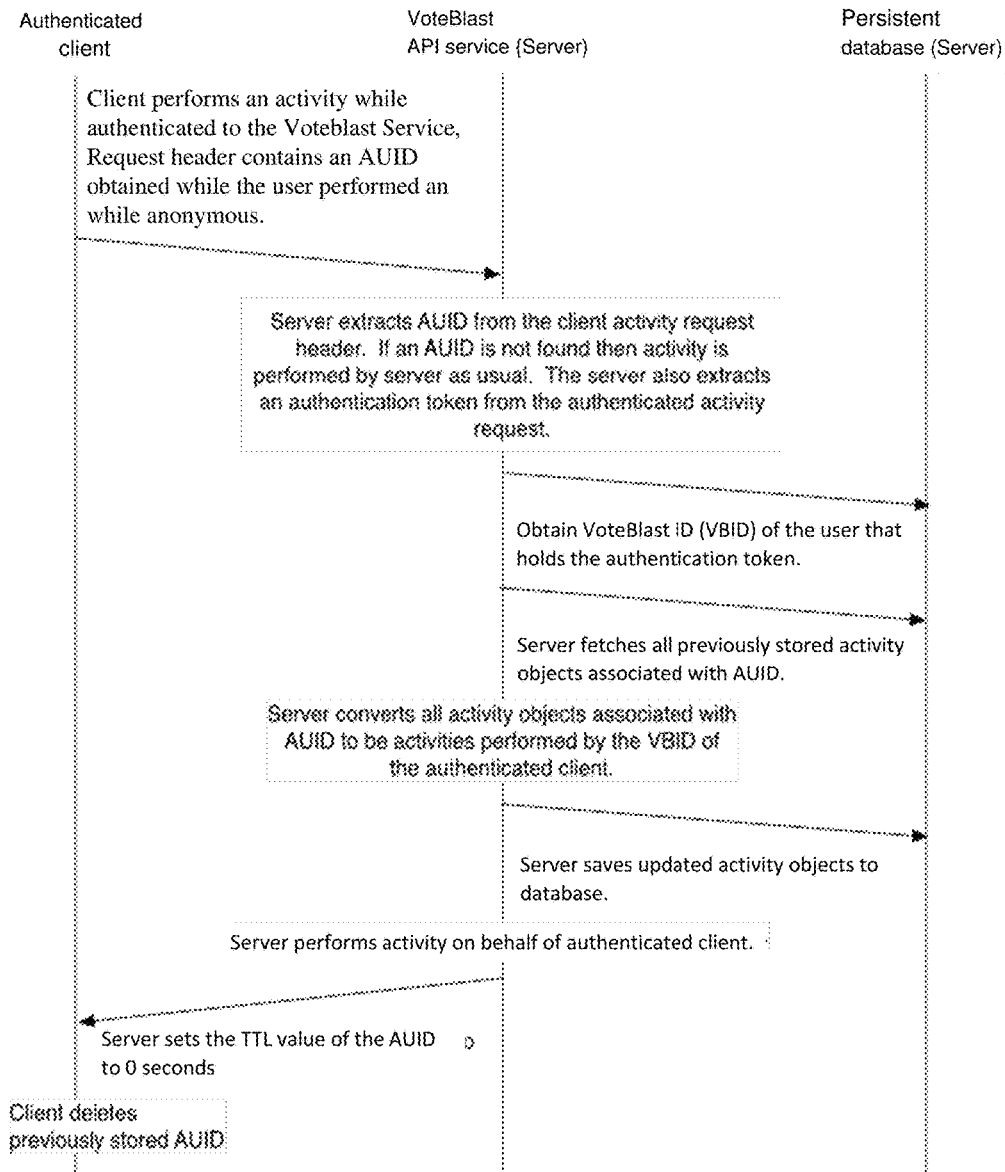 Authenticated
client
VoteBlast
API service (Server)
Persistent
database (Server)
Client performs an activity while
authenticated to the Voteblast Service,
Request header contains an AUID
obtained while the user performed an
while anonymous.
Server extracts AUID from the client activity request
header. If an AUID is not found then activity is
performed by server as usual. The server also extracts
an authentication token from the authenticated activity
request.
Obtain VoteBlast ID (VBID) of the user that
holds the authentication token.
Server fetches all previously stored activity
objects associated with AUID.
Server converts all activity objects associated with
AUID to be activities performed by the VBID of
the authenticated client.
Server saves updated activity objects to
database.
Server performs activity on behalf of authenticated client.
Server sets the TTL value of the AUID
to 0 seconds
Client deletes
previously stored AUID